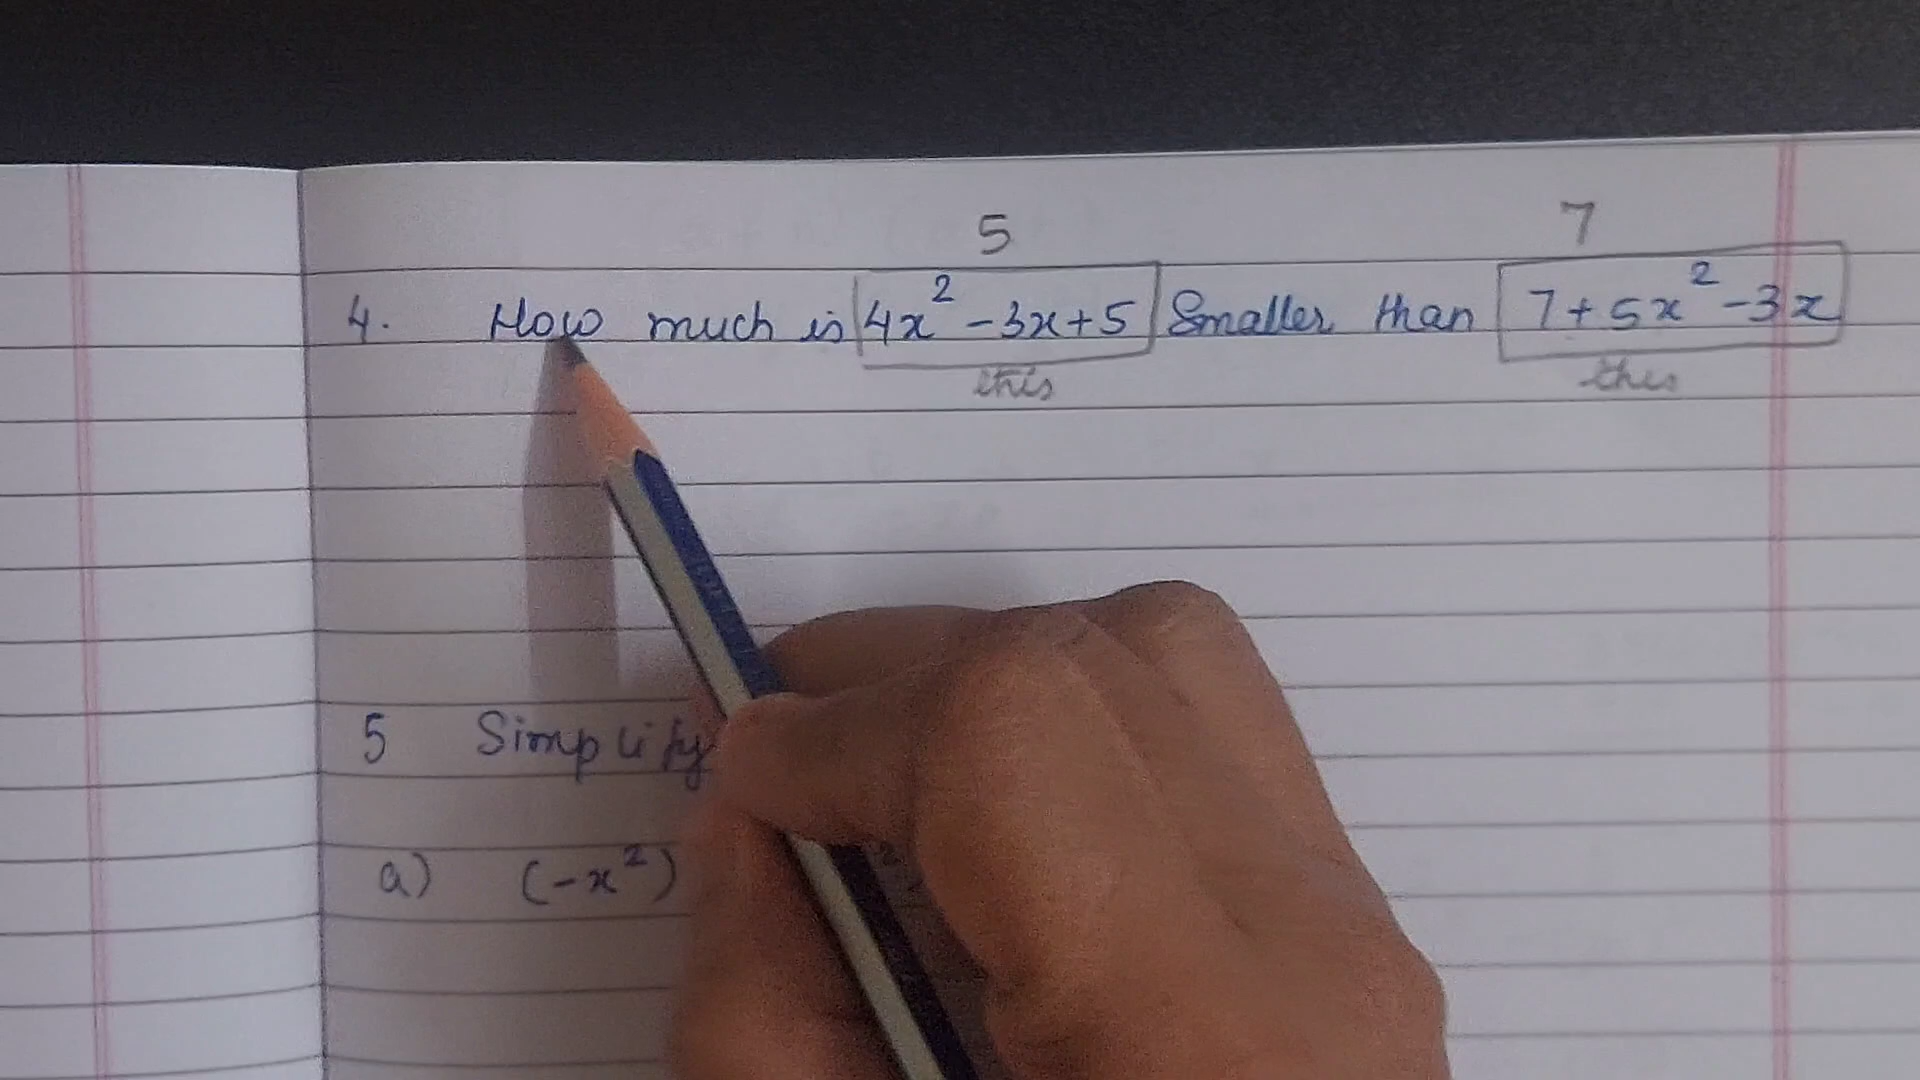 5 7
4. How much is 4x² - 3x + 5 Smaller than 7 + 5x² - 3x
this this
5 Simplify
a) (-x²)